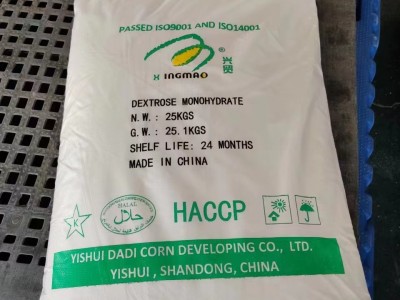 PASSED ISO9001 AND ISO14001
兴贸
XINGMAO
DEXTROSE MONOHYDRATE
N.W.: 25KGS
G.W.: 25.1KGS
SHELF LIFE: 24 MONTHS
MADE IN CHINA
K
HALAL
حلال
HACCP
YISHUI DADI CORN DEVELOPING CO., LTD.
YISHUI, SHANDONG, CHINA